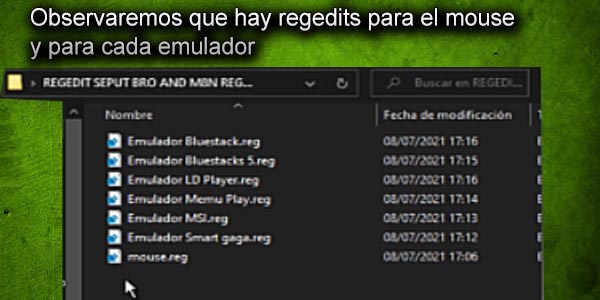 Observaremos que hay regedits para el mouse
y para cada emulador
REGEDIT SEPUT BRO AND M8N REG... Buscar en REGEDI...
Nombre Fecha de modificación
Emulador Bluestack.reg 08/07/2021 17:16
Emulador Bluestacks 5.reg 08/07/2021 17:15
Emulador LD Player.reg 08/07/2021 17:16
Emulador Memu Play.reg 08/07/2021 17:14
Emulador MSI.reg 08/07/2021 17:13
Emulador Smart gaga.reg 08/07/2021 17:12
mouse.reg 08/07/2021 17:06